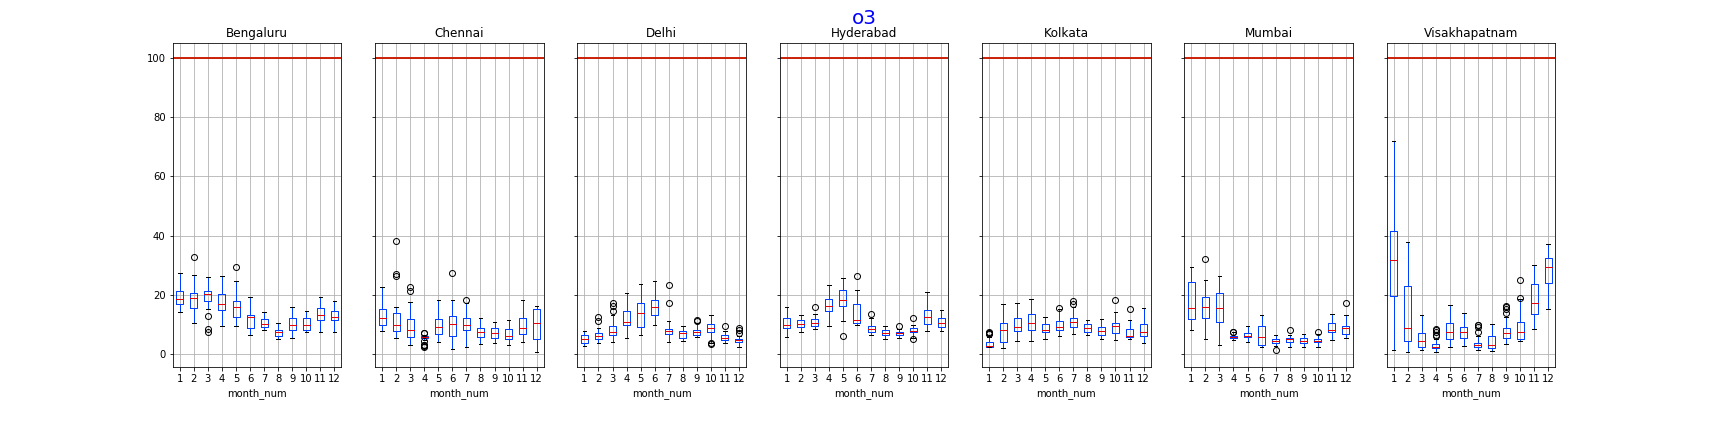 o3
Bengaluru Chennai Delhi Hyderabad Kolkata Mumbai Visakhapatnam
100
80
60
40
20
0
1 2 3 4 5 6 7 8 9 10 11 12 1 2 3 4 5 6 7 8 9 10 11 12 1 2 3 4 5 6 7 8 9 10 11 12 1 2 3 4 5 6 7 8 9 10 11 12 1 2 3 4 5 6 7 8 9 10 11 12 1 2 3 4 5 6 7 8 9 10 11 12 1 2 3 4 5 6 7 8 9 10 11 12
month_num month_num month_num month_num month_num month_num month_num